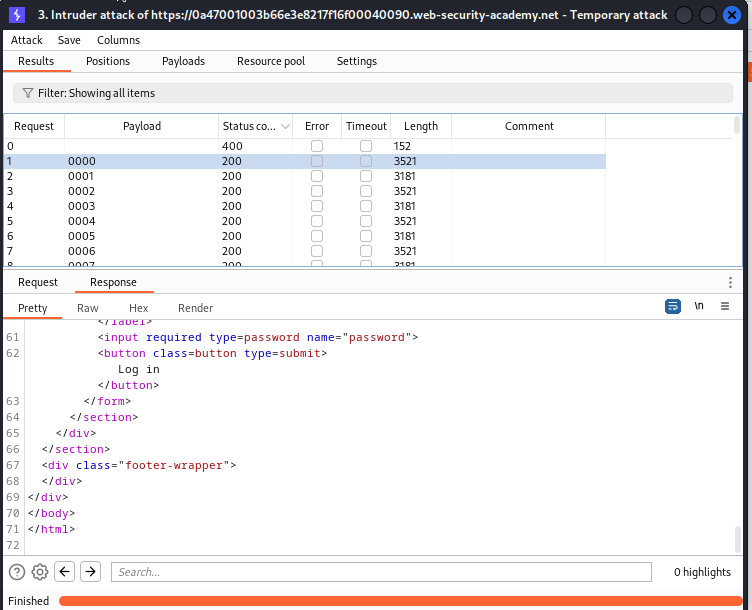 3. Intruder attack of https://0a47001003b66e3e8217f16f00040090.web-security-academy.net - Temporary attack
Attack Save Columns
Results Positions Payloads Resource pool Settings
Filter: Showing all items
Request Payload Status co... Error Timeout Length Comment
0 400 152
1 0000 200 3521
2 0001 200 3181
3 0002 200 3521
4 0003 200 3181
5 0004 200 3521
6 0005 200 3181
7 0006 200 3521
8 0007 200 3181
Request Response
Pretty Raw Hex Render \n
</label>
61 <input required type=password name="password">
62 <button class=button type=submit>
Log in
</button>
63 </form>
64 </section>
65 </div>
66 </section>
67 <div class="footer-wrapper">
68 </div>
69 </div>
70 </body>
71 </html>
72
? Search... 0 highlights
Finished